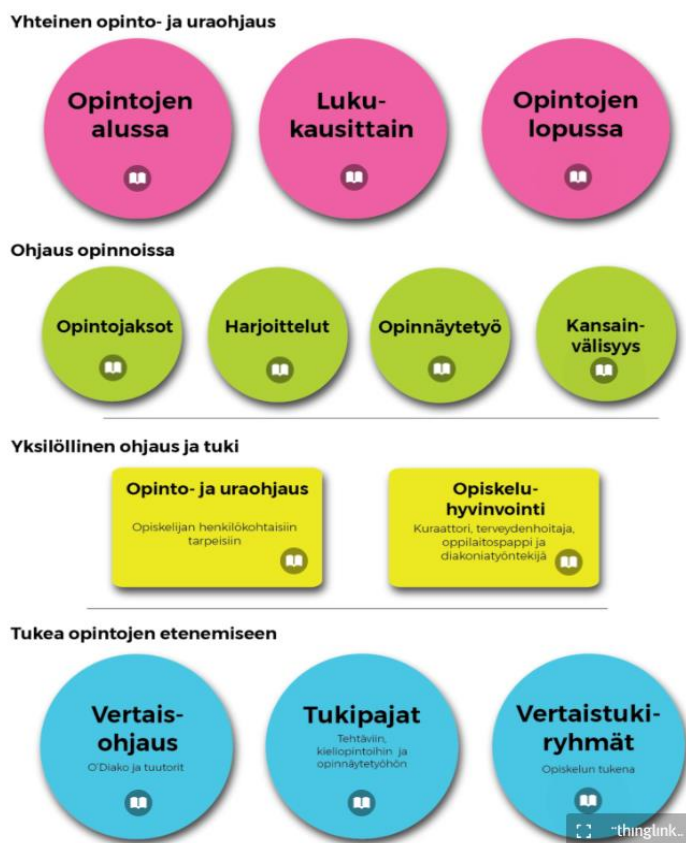 Yhteinen opinto- ja uraohjaus
Opintojen
alussa
Luku-
kausittain
Opintojen
lopussa
Ohjaus opinnoissa
Opintojaksot
Harjoittelut
Opinnäytetyö
Kansain-
välisyys
Yksilöllinen ohjaus ja tuki
Opinto- ja uraohjaus
Opiskelijan henkilökohtaisiin
tarpeisiin
Opiskelu-
hyvinvointi
Kuraattori, terveydenhoitaja,
oppilaitospappi ja
diakoniatyöntekijä
Tukea opintojen etenemiseen
Vertais-
ohjaus
O'Diako ja tuutorit
Tukipajat
Tehtäviin,
kieliopintoihin ja
opinnäytetyöhön
Vertaistuki-
ryhmät
Opiskelun tukena
thinglink..